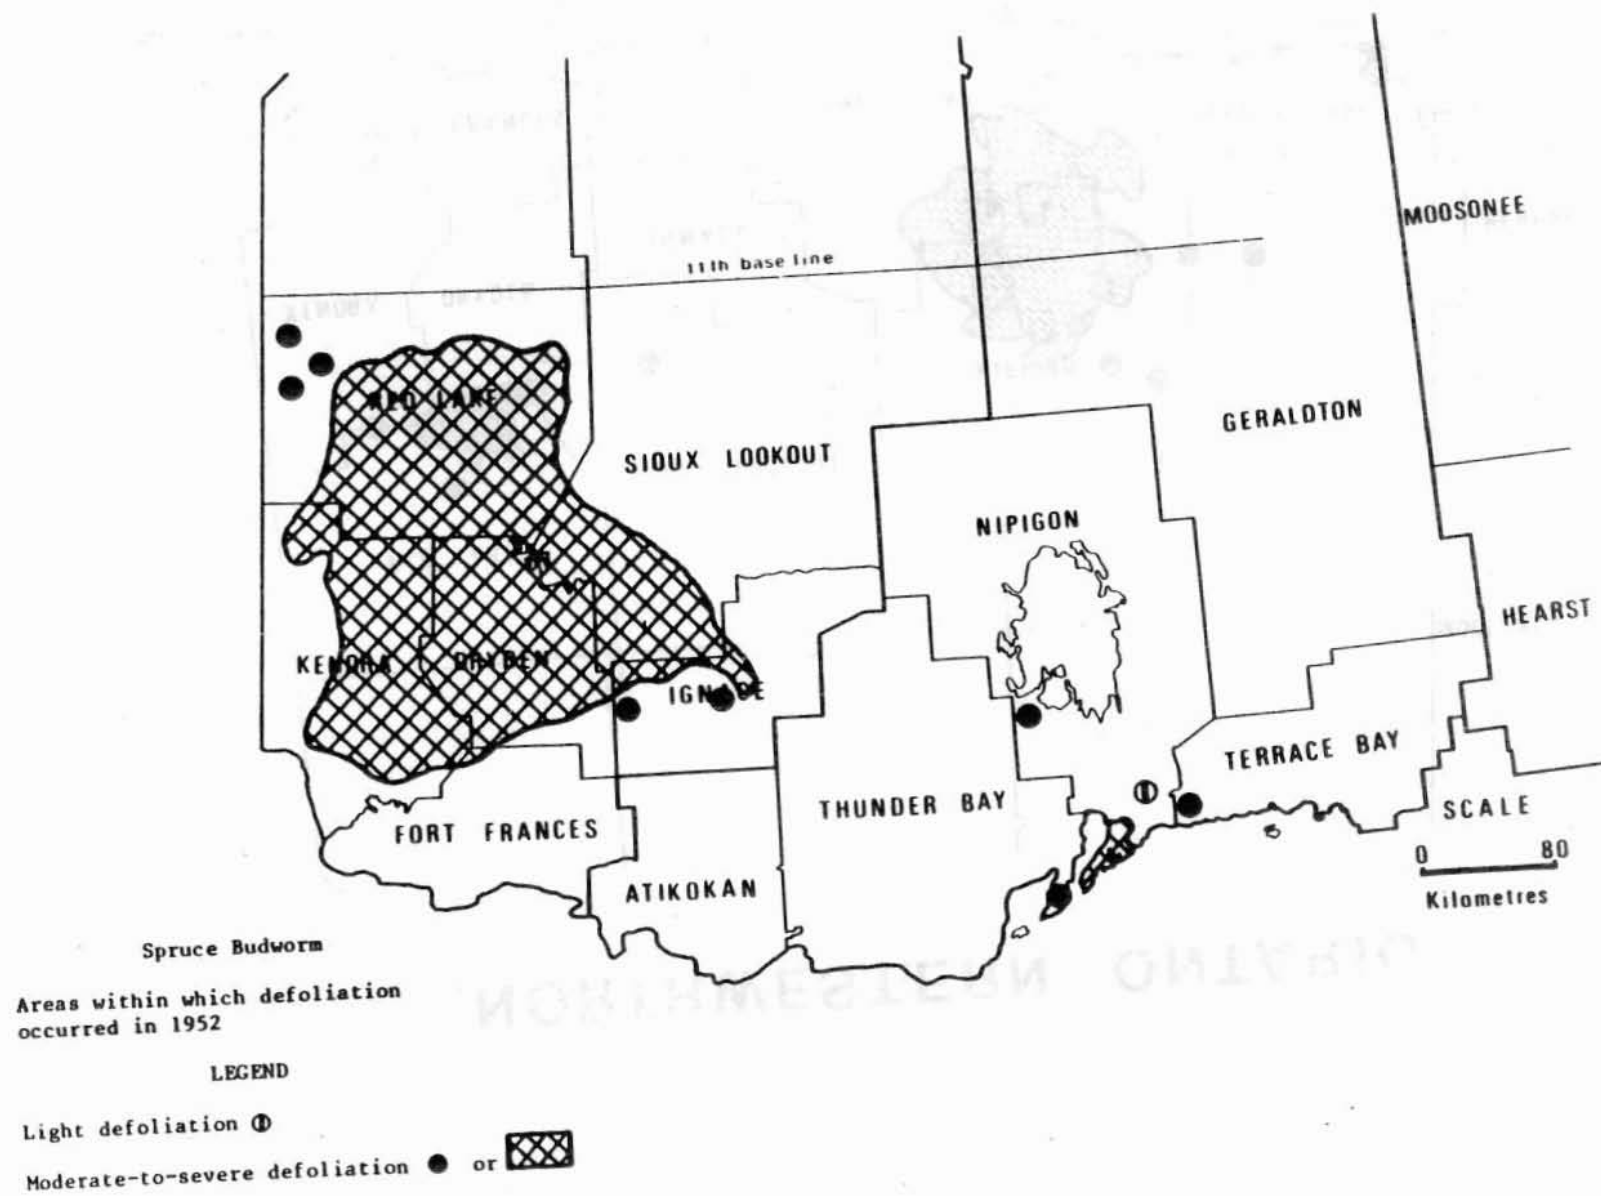 MOOSONEE
11th base line
RED LAKE
GERALDTON
SIOUX LOOKOUT
NIPIGON
HEARST
KENORA
DRYDEN
IGNACE
TERRACE BAY
THUNDER BAY
SCALE
FORT FRANCES
0 80
Kilometres
ATIKOKAN
Spruce Budworm
Areas within which defoliation
occurred in 1952
LEGEND
Light defoliation
Moderate-to-severe defoliation or
NORTHWESTERN ONTARIO